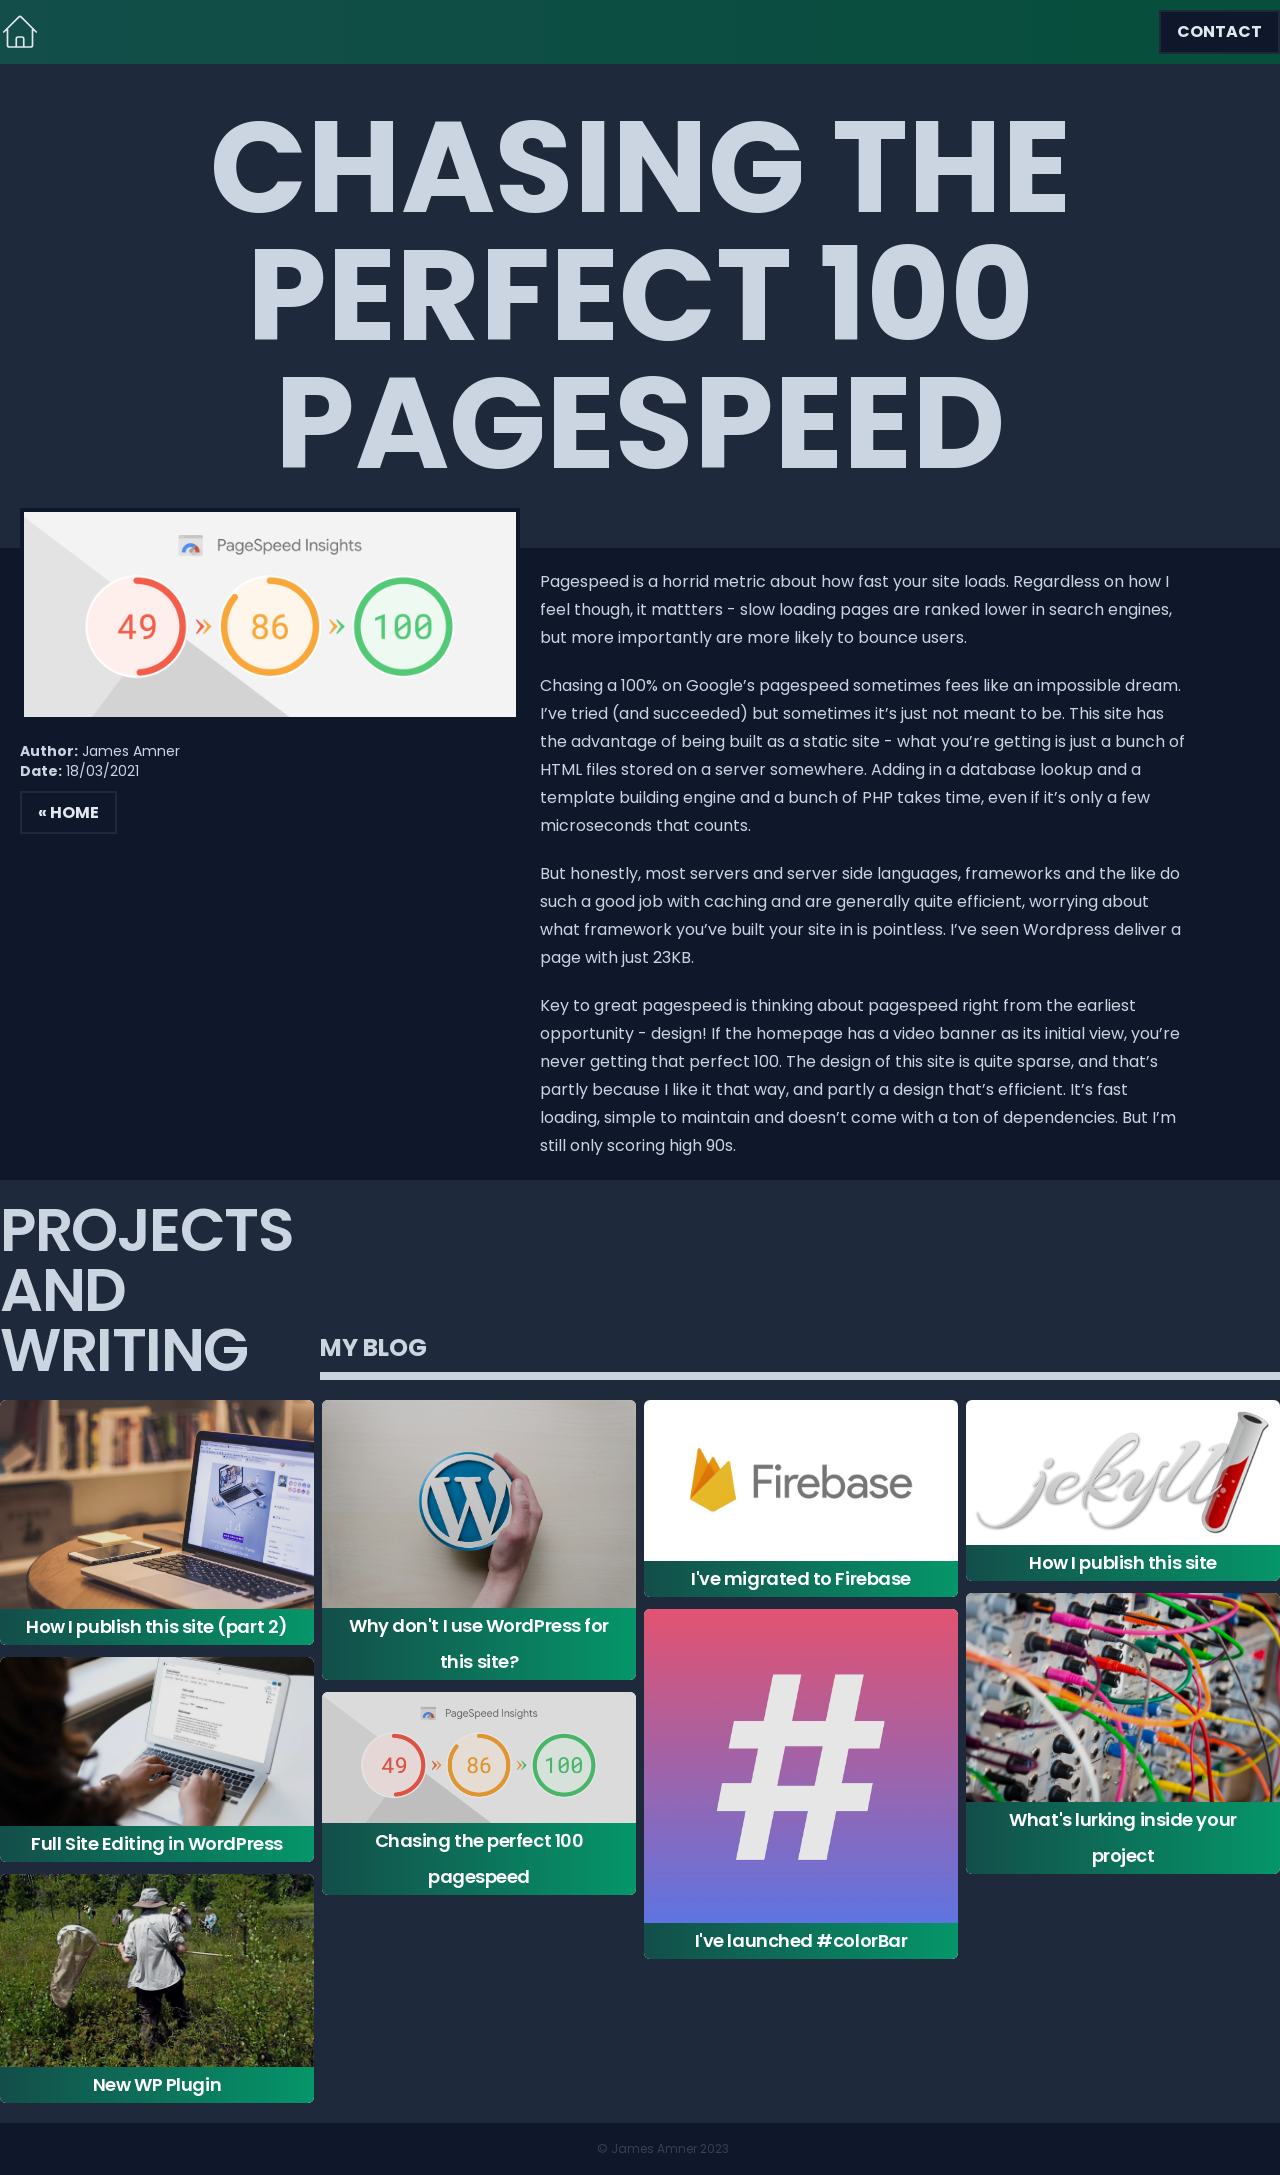 CONTACT
CHASING THE
PERFECT 100
PAGESPEED
PageSpeed Insights
49 » 86 » 100
Author: James Amner
Date: 18/03/2021
« HOME
Pagespeed is a horrid metric about how fast your site loads. Regardless on how I
feel though, it mattters - slow loading pages are ranked lower in search engines,
but more importantly are more likely to bounce users.
Chasing a 100% on Google’s pagespeed sometimes fees like an impossible dream.
I’ve tried (and succeeded) but sometimes it’s just not meant to be. This site has
the advantage of being built as a static site - what you’re getting is just a bunch of
HTML files stored on a server somewhere. Adding in a database lookup and a
template building engine and a bunch of PHP takes time, even if it’s only a few
microseconds that counts.
But honestly, most servers and server side languages, frameworks and the like do
such a good job with caching and are generally quite efficient, worrying about
what framework you’ve built your site in is pointless. I’ve seen Wordpress deliver a
page with just 23KB.
Key to great pagespeed is thinking about pagespeed right from the earliest
opportunity - design! If the homepage has a video banner as its initial view, you’re
never getting that perfect 100. The design of this site is quite sparse, and that’s
partly because I like it that way, and partly a design that’s efficient. It’s fast
loading, simple to maintain and doesn’t come with a ton of dependencies. But I’m
still only scoring high 90s.
PROJECTS
AND
WRITING
MY BLOG
How I publish this site (part 2)
Full Site Editing in WordPress
New WP Plugin
W
Why don't I use WordPress for
this site?
PageSpeed Insights
49 » 86 » 100
Chasing the perfect 100
pagespeed
Firebase
I've migrated to Firebase
#
I've launched #colorBar
jekyll
How I publish this site
What's lurking inside your
project
© James Amner 2023